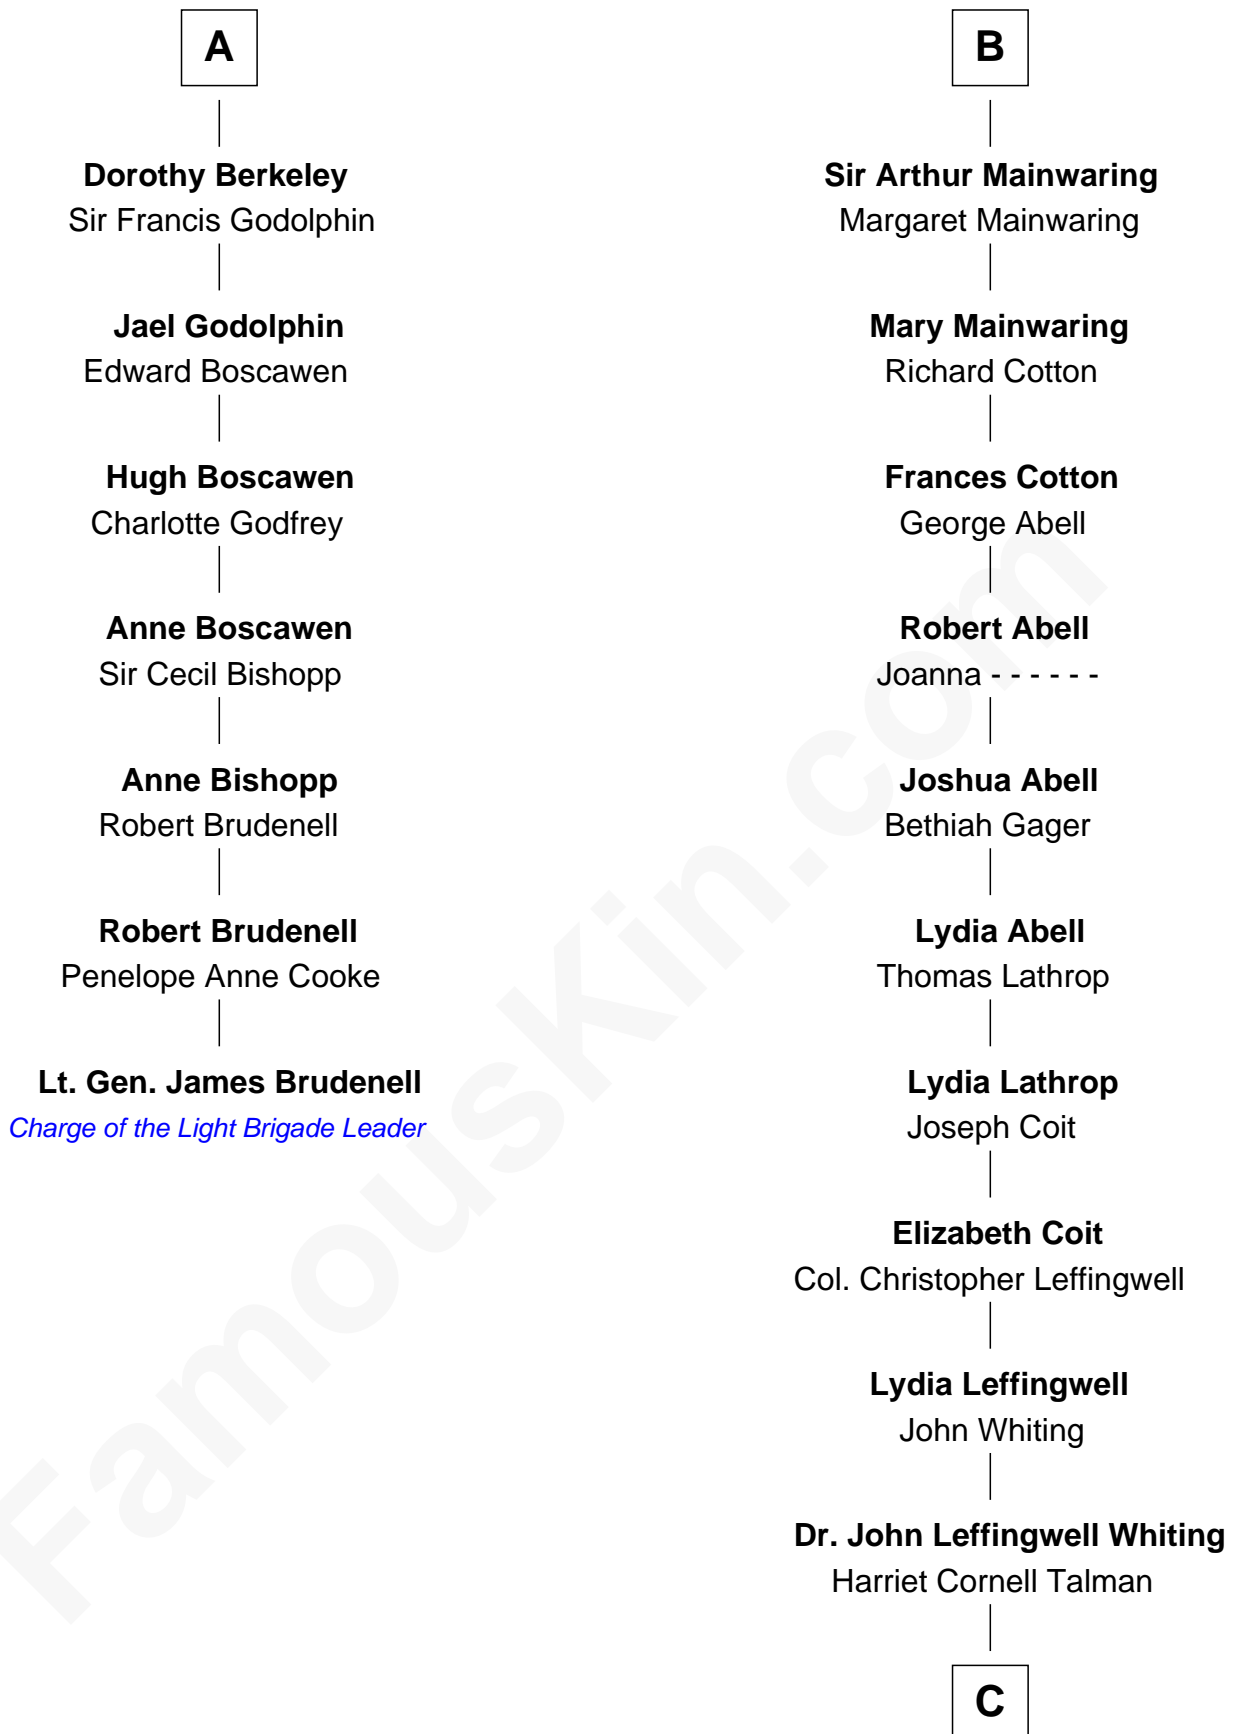 A
Dorothy Berkeley
Sir Francis Godolphin
Jael Godolphin
Edward Boscawen
Hugh Boscawen
Charlotte Godfrey
Anne Boscawen
Sir Cecil Bishopp
Anne Bishopp
Robert Brudenell
Robert Brudenell
Penelope Anne Cooke
Lt. Gen. James Brudenell
Charge of the Light Brigade Leader
B
Sir Arthur Mainwaring
Margaret Mainwaring
Mary Mainwaring
Richard Cotton
Frances Cotton
George Abell
Robert Abell
Joanna - - - - - -
Joshua Abell
Bethiah Gager
Lydia Abell
Thomas Lathrop
Lydia Lathrop
Joseph Coit
Elizabeth Coit
Col. Christopher Leffingwell
Lydia Leffingwell
John Whiting
Dr. John Leffingwell Whiting
Harriet Cornell Talman
C
FamousKin.com